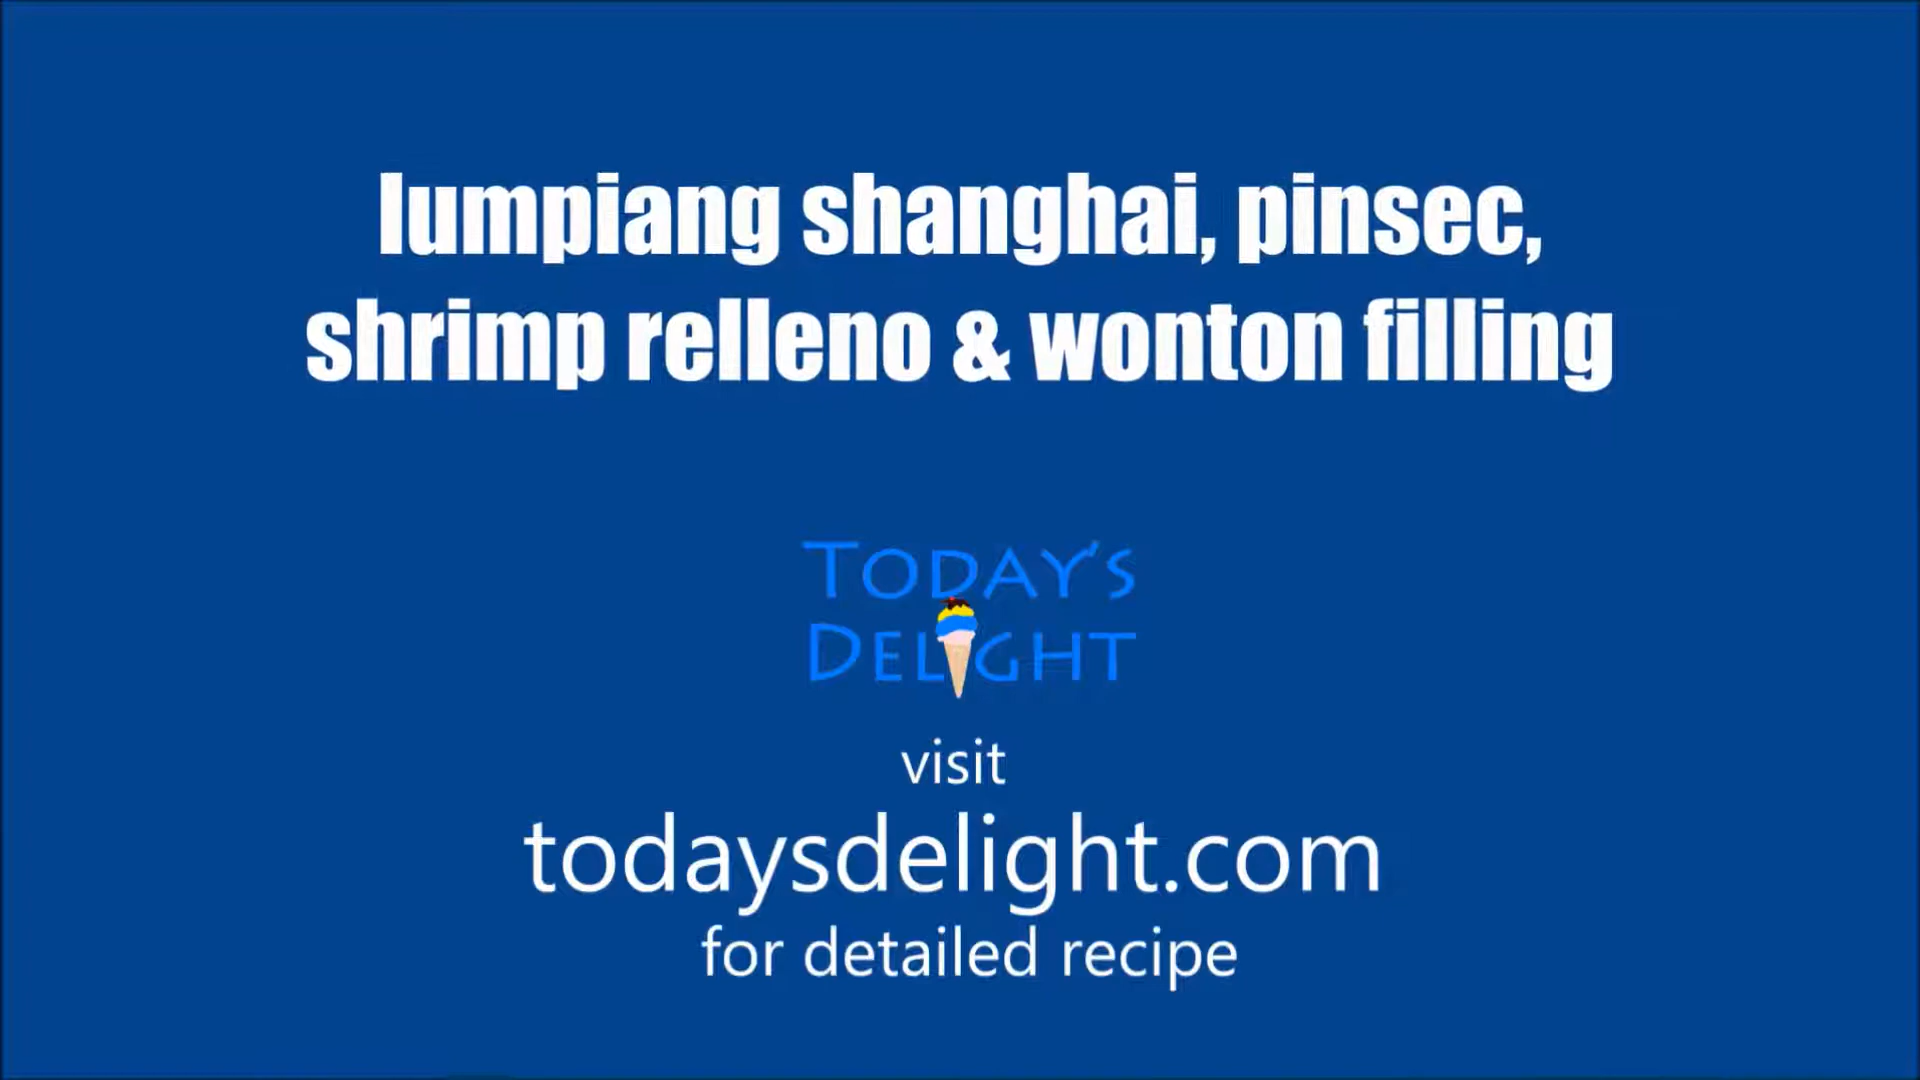 lumpiang shanghai, pinsec,
shrimp relleno & wonton filling
TODAY'S
DELIGHT
visit
todaysdelight.com
for detailed recipe